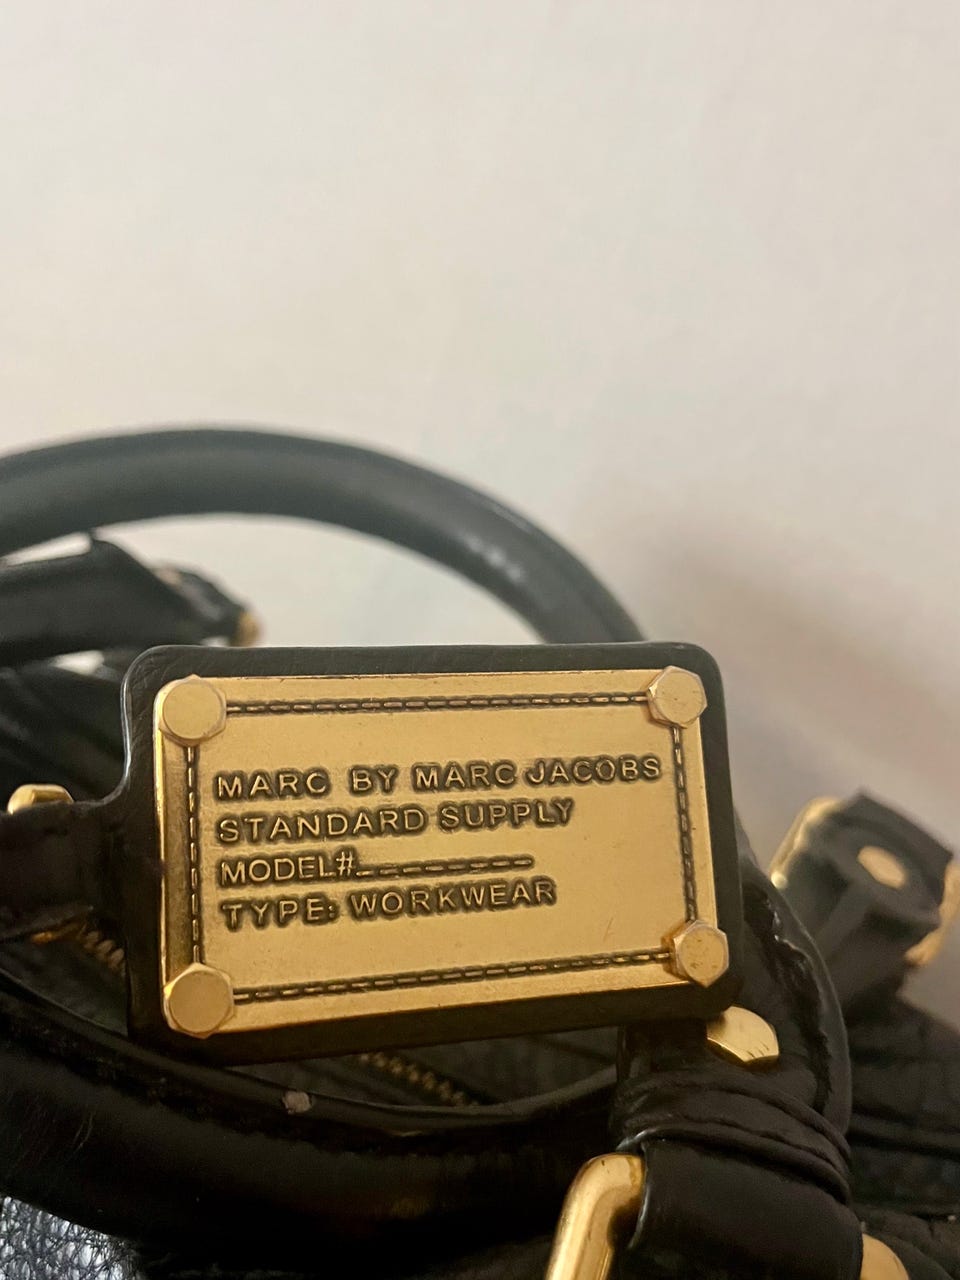 MARC BY MARC JACOBS
STANDARD SUPPLY
MODEL#_________
TYPE: WORKWEAR